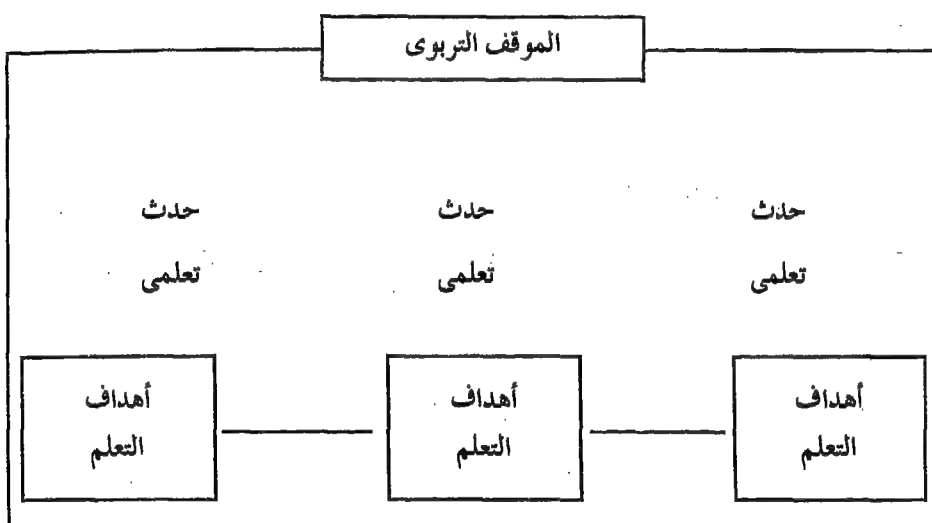 الموقف التربوى
حدث حدث حدث
تعلمى تعلمى تعلمى
أهداف أهداف أهداف
التعلم التعلم التعلم